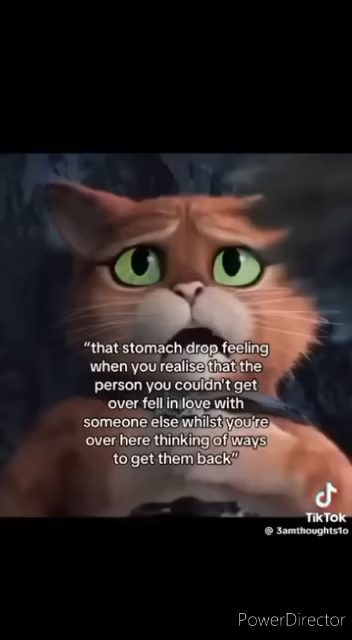 “that stomach drop feeling
when you realise that the
person you couldn't get
over fell in love with
someone else whilst you're
over here thinking of ways
to get them back”
TikTok
@ 3amthoughts1o
PowerDirector